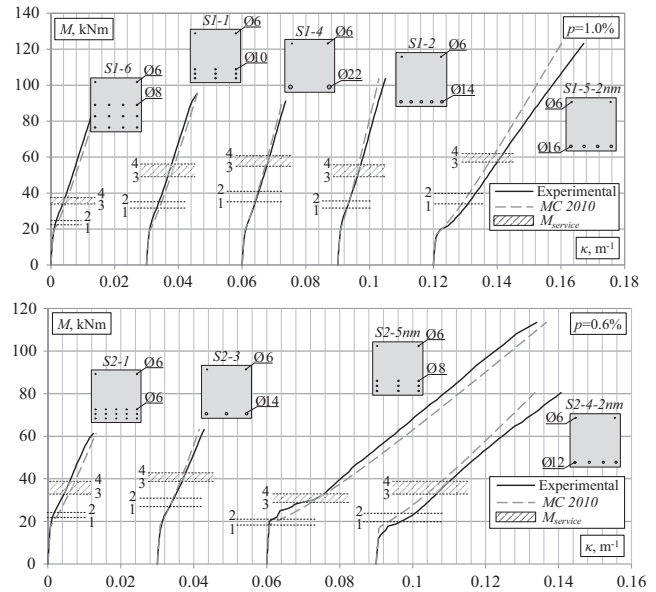 140
120
100
80
60
40
20
0
M, kNm
S1-6
Ø6
Ø8
S1-1
Ø6
Ø10
S1-4
Ø6
Ø22
S1-2
Ø6
Ø14
p=1.0%
S1-5-2nm
Ø6
Ø16
4
3
2
1
4
3
2
1
4
3
2
1
4
3
2
1
4
3
2
1
Experimental
MC 2010
Mservice
κ, m-1
0 0.02 0.04 0.06 0.08 0.1 0.12 0.14 0.16 0.18
120
100
80
60
40
20
0
M, kNm
S2-1
Ø6
Ø6
S2-3
Ø6
Ø14
S2-5nm
Ø6
Ø8
p=0.6%
S2-4-2nm
Ø6
Ø12
4
3
2
1
4
3
2
1
4
3
2
1
4
3
2
1
Experimental
MC 2010
Mservice
κ, m-1
0 0.02 0.04 0.06 0.08 0.1 0.12 0.14 0.16